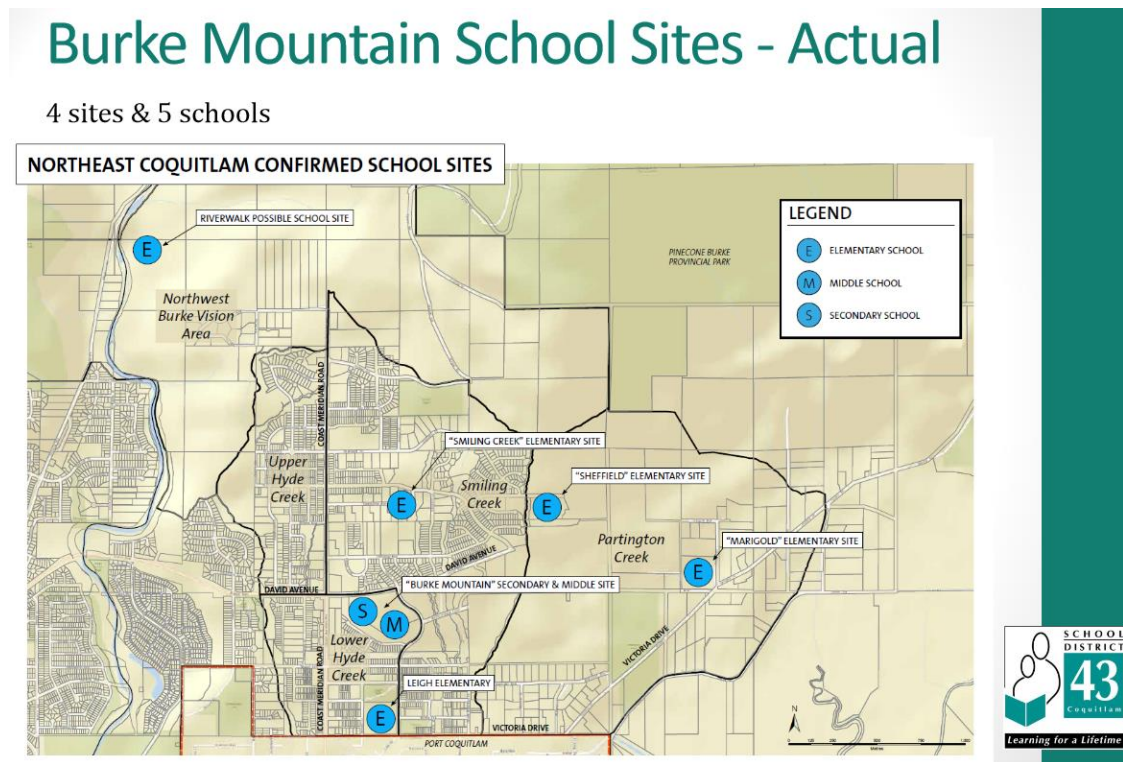 Burke Mountain School Sites - Actual
4 sites & 5 schools
NORTHEAST COQUITLAM CONFIRMED SCHOOL SITES
RIVERWALK POSSIBLE SCHOOL SITE
E
Northwest
Burke Vision
Area
PINECONE BURKE
PROVINCIAL PARK
LEGEND
E ELEMENTARY SCHOOL
M MIDDLE SCHOOL
S SECONDARY SCHOOL
COAST MERIDIAN ROAD
"SMILING CREEK" ELEMENTARY SITE
E
Upper
Hyde
Creek
Smiling
Creek
"SHEFFIELD" ELEMENTARY SITE
E
Partington
Creek
"MARIGOLD" ELEMENTARY SITE
E
DAVID AVENUE
DAVID AVENUE
"BURKE MOUNTAIN" SECONDARY & MIDDLE SITE
S
M
Lower
Hyde
Creek
COAST MERIDIAN ROAD
LEIGH ELEMENTARY
E
VICTORIA DRIVE
VICTORIA DRIVE
PORT COQUITLAM
N
SCHOOL
DISTRICT
43
Coquitlam
Learning for a Lifetime